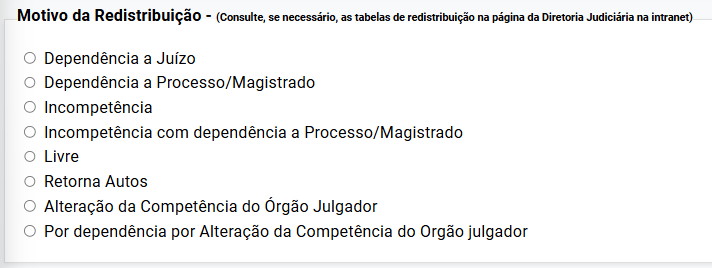 Motivo da Redistribuição - (Consulte, se necessário, as tabelas de redistribuição na página da Diretoria Judiciária na intranet)
Dependência a Juízo
Dependência a Processo/Magistrado
Incompetência
Incompetência com dependência a Processo/Magistrado
Livre
Retorna Autos
Alteração da Competência do Órgão Julgador
Por dependência por Alteração da Competência do Orgão julgador